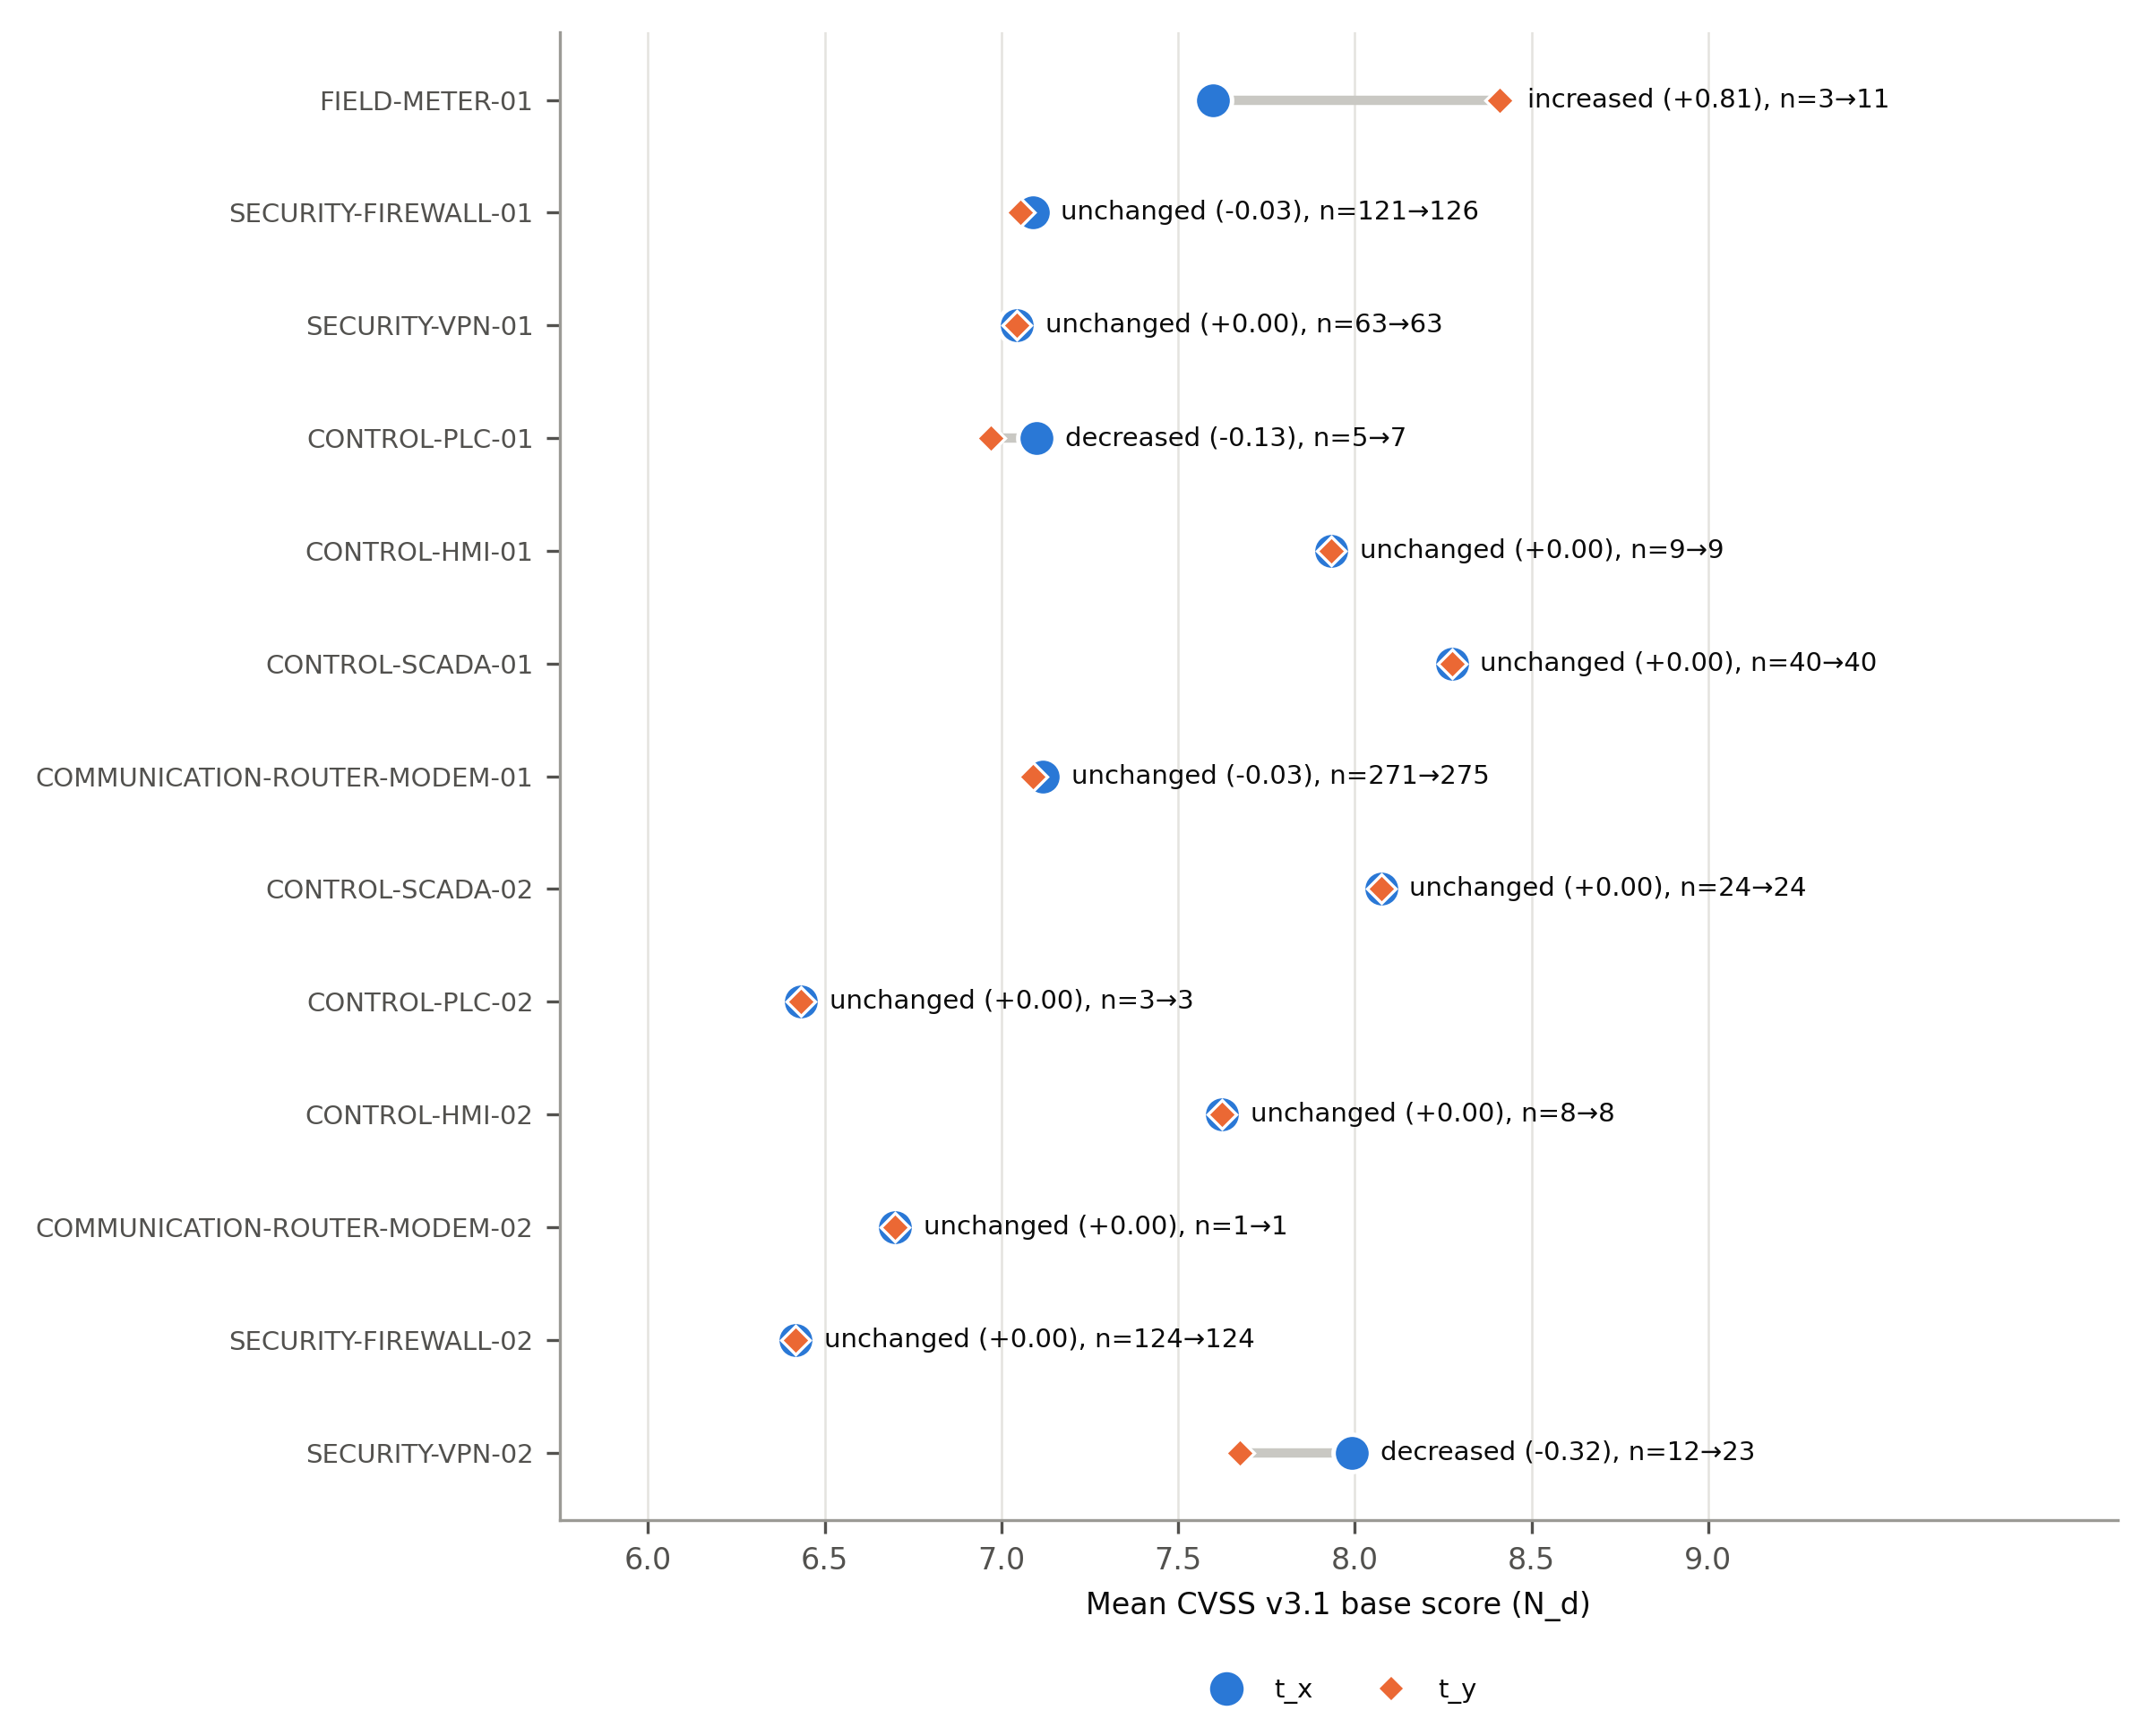 FIELD-METER-01 increased (+0.81), n=3→11
SECURITY-FIREWALL-01 unchanged (-0.03), n=121→126
SECURITY-VPN-01 unchanged (+0.00), n=63→63
CONTROL-PLC-01 decreased (-0.13), n=5→7
CONTROL-HMI-01 unchanged (+0.00), n=9→9
CONTROL-SCADA-01 unchanged (+0.00), n=40→40
COMMUNICATION-ROUTER-MODEM-01 unchanged (-0.03), n=271→275
CONTROL-SCADA-02 unchanged (+0.00), n=24→24
CONTROL-PLC-02 unchanged (+0.00), n=3→3
CONTROL-HMI-02 unchanged (+0.00), n=8→8
COMMUNICATION-ROUTER-MODEM-02 unchanged (+0.00), n=1→1
SECURITY-FIREWALL-02 unchanged (+0.00), n=124→124
SECURITY-VPN-02 decreased (-0.32), n=12→23
6.0 6.5 7.0 7.5 8.0 8.5 9.0
Mean CVSS v3.1 base score (N_d)
t_x t_y